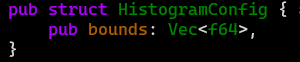 pub struct HistogramConfig {
    pub bounds: Vec<f64>,
}